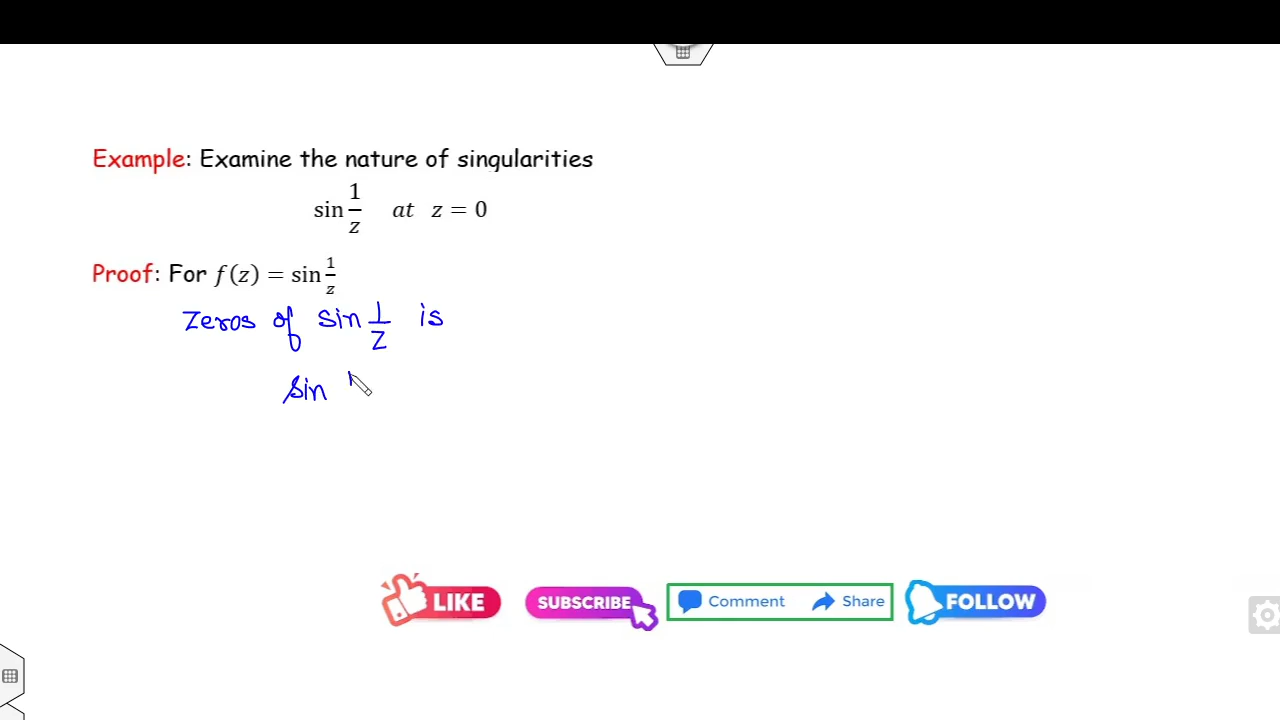 Example: Examine the nature of singularities
sin 1/z at z = 0
Proof: For f(z) = sin 1/z
Zeros of sin 1/z is
sin
LIKE SUBSCRIBE Comment Share FOLLOW